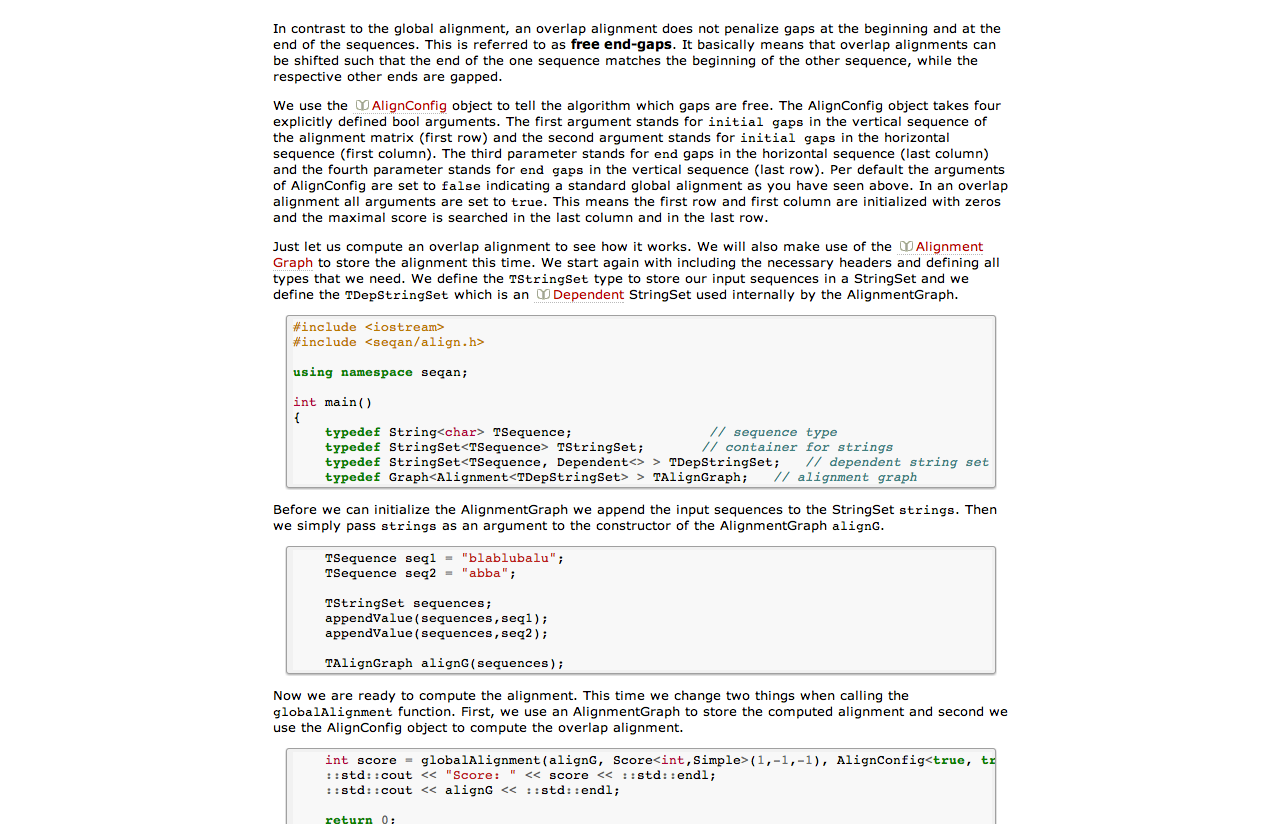 In contrast to the global alignment, an overlap alignment does not penalize gaps at the beginning and at the
end of the sequences. This is referred to as free end-gaps. It basically means that overlap alignments can
be shifted such that the end of the one sequence matches the beginning of the other sequence, while the
respective other ends are gapped.
We use the AlignConfig object to tell the algorithm which gaps are free. The AlignConfig object takes four
explicitly defined bool arguments. The first argument stands for initial gaps in the vertical sequence of
the alignment matrix (first row) and the second argument stands for initial gaps in the horizontal
sequence (first column). The third parameter stands for end gaps in the horizontal sequence (last column)
and the fourth parameter stands for end gaps in the vertical sequence (last row). Per default the arguments
of AlignConfig are set to false indicating a standard global alignment as you have seen above. In an overlap
alignment all arguments are set to true. This means the first row and first column are initialized with zeros
and the maximal score is searched in the last column and in the last row.
Just let us compute an overlap alignment to see how it works. We will also make use of the Alignment
Graph to store the alignment this time. We start again with including the necessary headers and defining all
types that we need. We define the TStringSet type to store our input sequences in a StringSet and we
define the TDepStringSet which is an Dependent StringSet used internally by the AlignmentGraph.
#include <iostream>
#include <seqan/align.h>
using namespace seqan;
int main()
{
typedef String<char> TSequence; // sequence type
typedef StringSet<TSequence> TStringSet; // container for strings
typedef StringSet<TSequence, Dependent<> > TDepStringSet; // dependent string set
typedef Graph<Alignment<TDepStringSet> > TAlignGraph; // alignment graph
Before we can initialize the AlignmentGraph we append the input sequences to the StringSet strings. Then
we simply pass strings as an argument to the constructor of the AlignmentGraph alignG.
TSequence seq1 = "blablubalu";
TSequence seq2 = "abba";
TStringSet sequences;
appendValue(sequences,seq1);
appendValue(sequences,seq2);
TAlignGraph alignG(sequences);
Now we are ready to compute the alignment. This time we change two things when calling the
globalAlignment function. First, we use an AlignmentGraph to store the computed alignment and second we
use the AlignConfig object to compute the overlap alignment.
int score = globalAlignment(alignG, Score<int,Simple>(1,-1,-1), AlignConfig<true, tr
::std::cout << "Score: " << score << ::std::endl;
::std::cout << alignG << ::std::endl;
return 0;